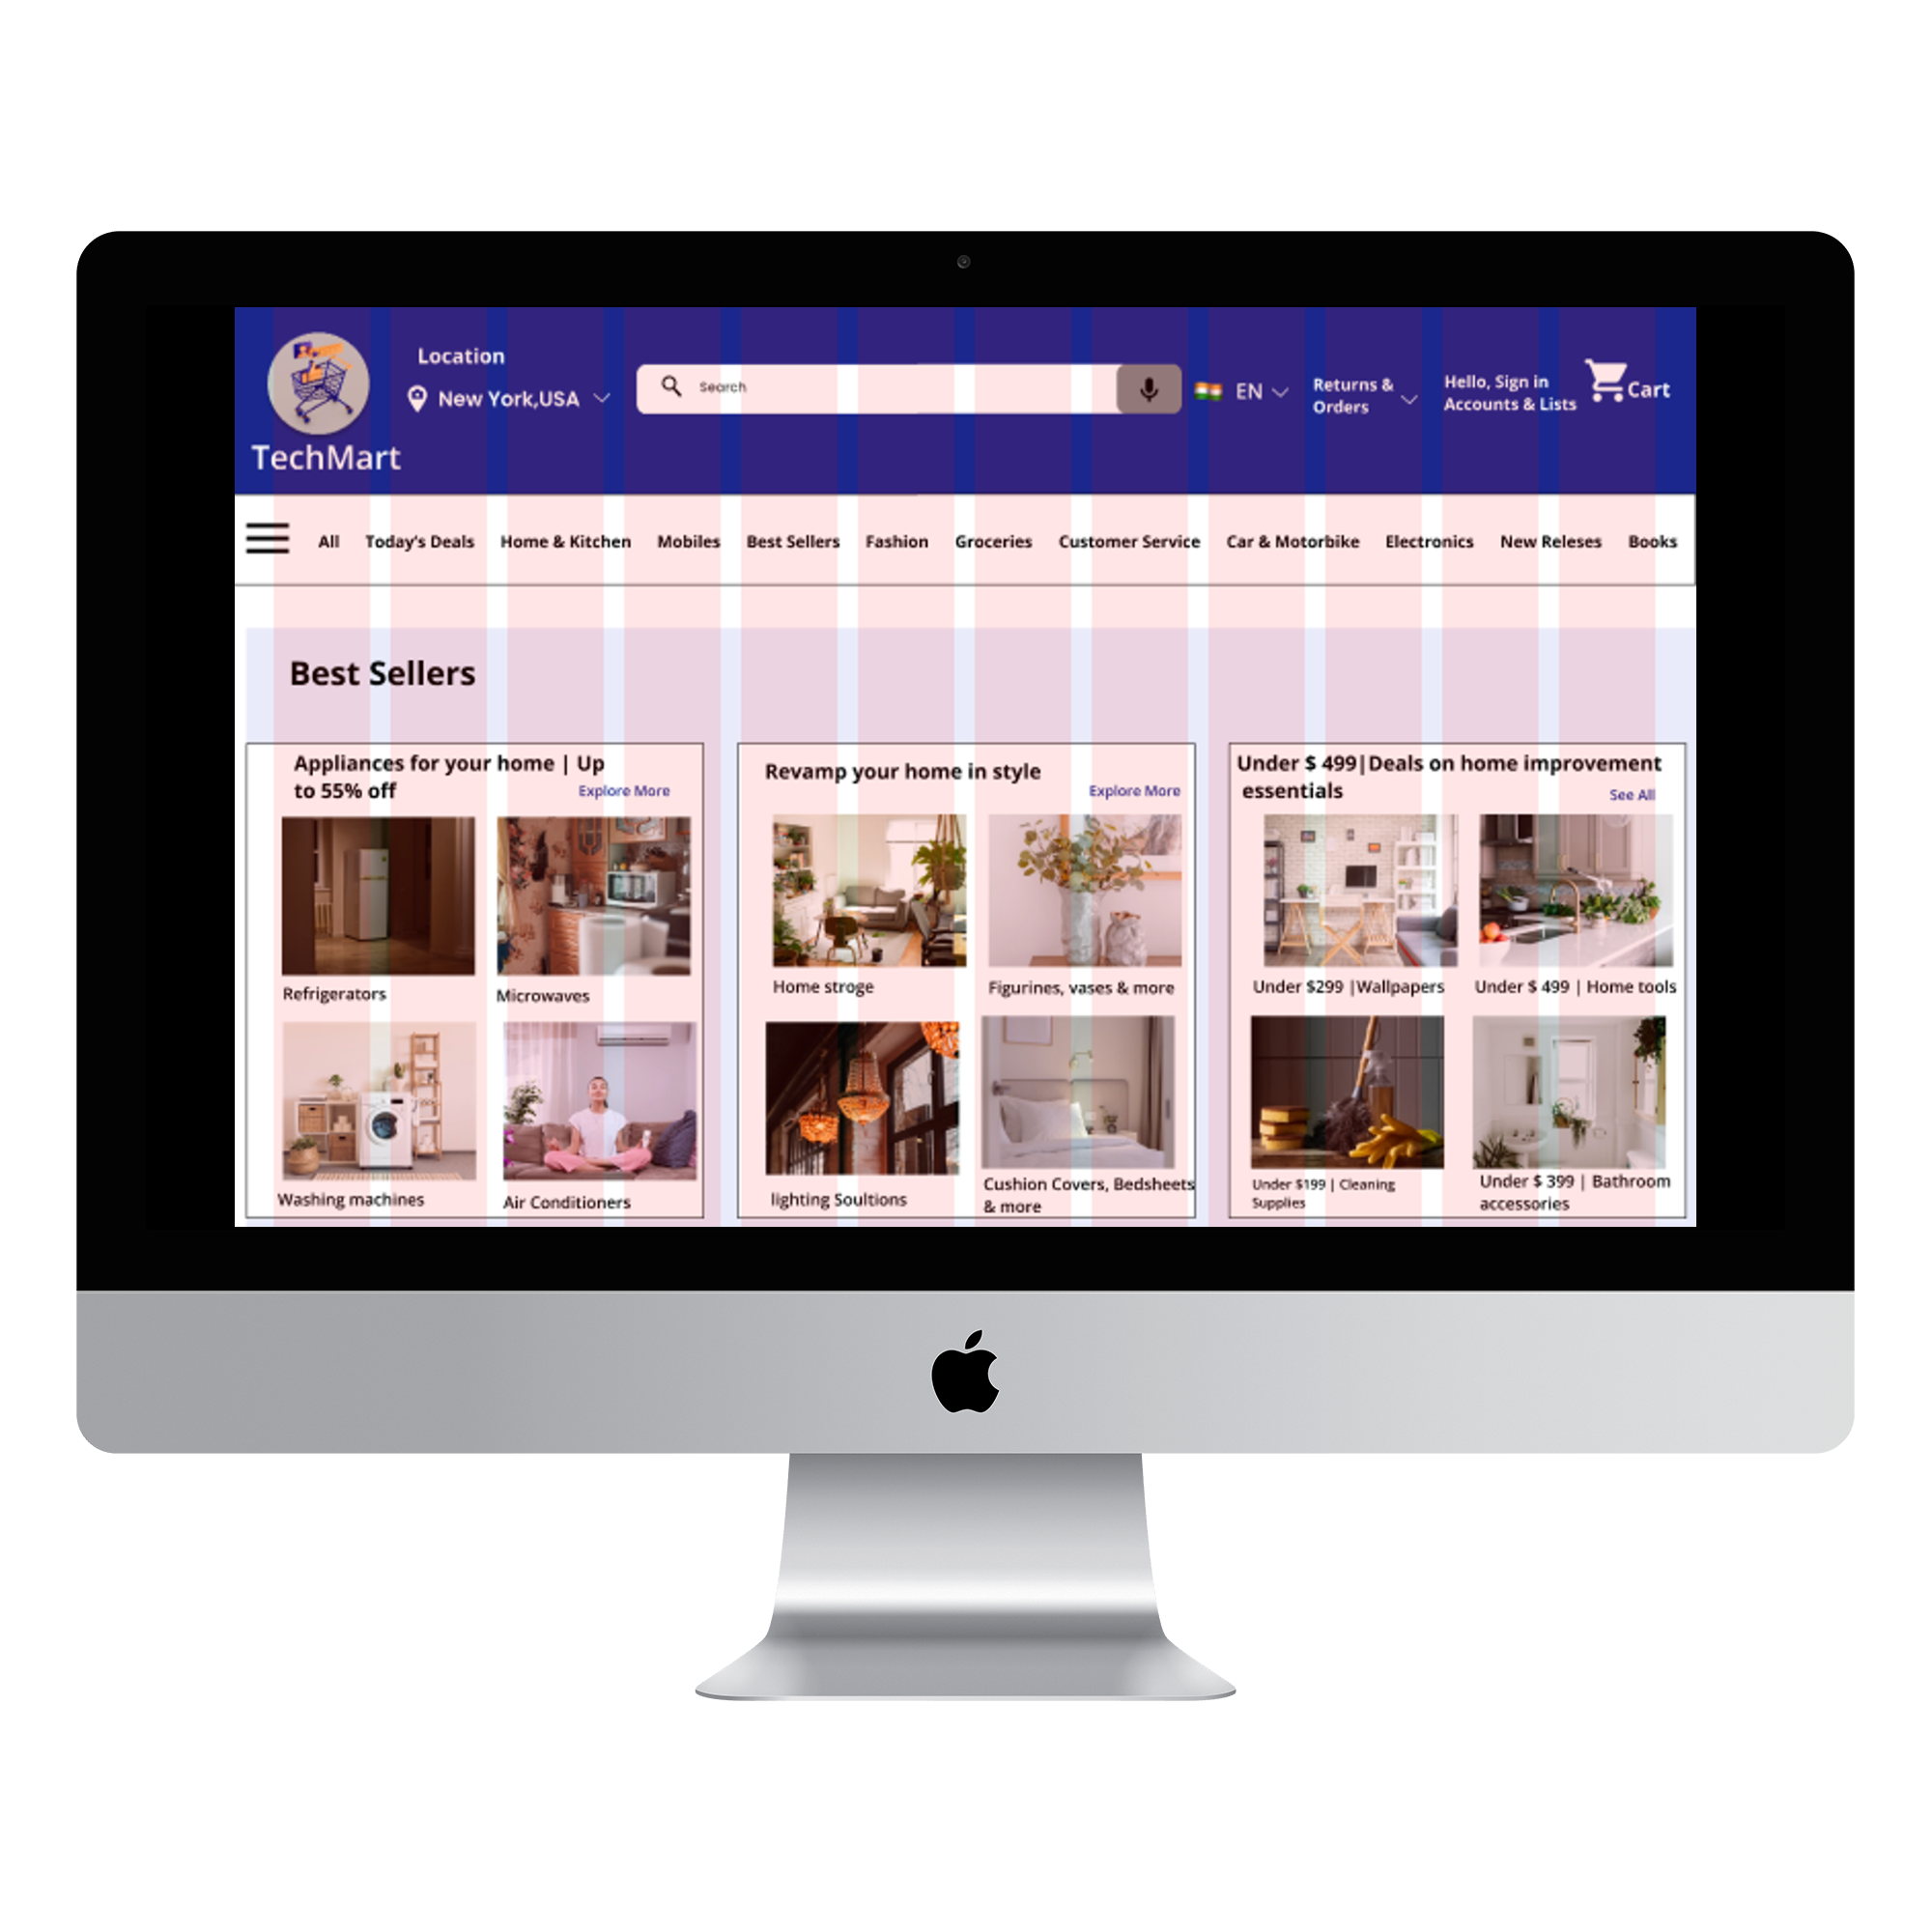 Location
New York,USA
TechMart
Search
EN
Returns &
Orders
Hello, Sign in
Accounts & Lists
Cart
All
Today's Deals
Home & Kitchen
Mobiles
Best Sellers
Fashion
Groceries
Customer Service
Car & Motorbike
Electronics
New Releses
Books
Best Sellers
Appliances for your home | Up
to 55% off
Explore More
Refrigerators
Microwaves
Washing machines
Air Conditioners
Revamp your home in style
Explore More
Home stroge
Figurines, vases & more
lighting Soultions
Cushion Covers, Bedsheets
& more
Under $ 499|Deals on home improvement
essentials
See All
Under $299 |Wallpapers
Under $ 499 | Home tools
Under $199 | Cleaning
Supplies
Under $ 399 | Bathroom
accessories